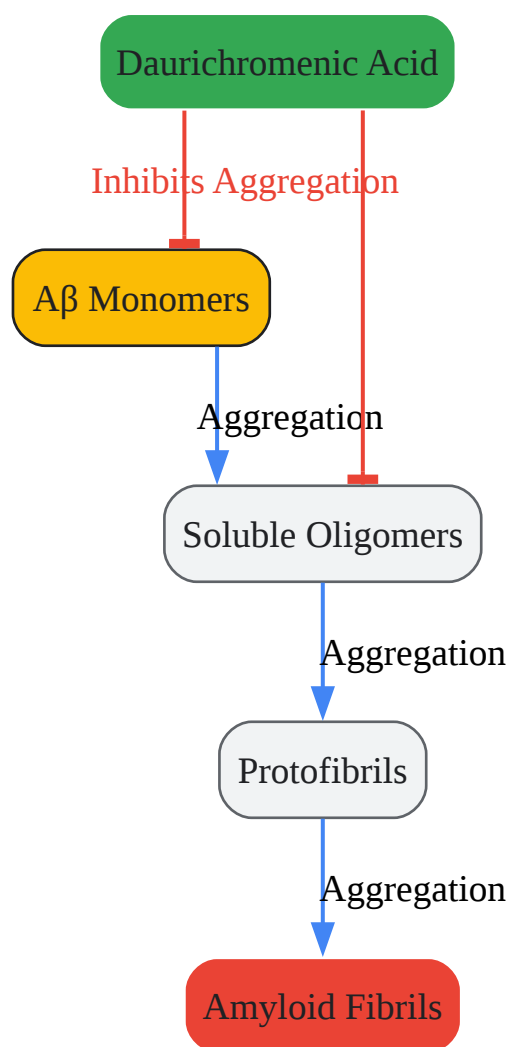 Daurichromenic Acid
Inhibits Aggregation
Aβ Monomers
Aggregation
Soluble Oligomers
Aggregation
Protofibrils
Aggregation
Amyloid Fibrils